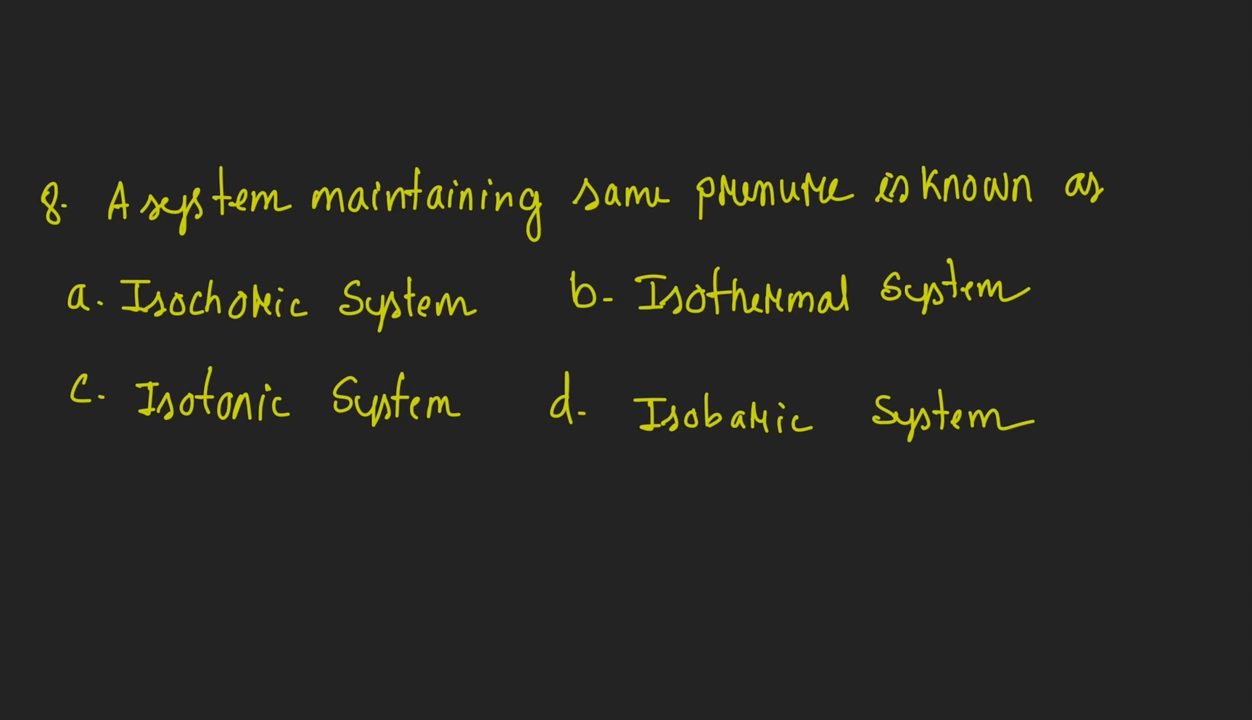 8. A system maintaining same pressure is known as
a. Isochoric System b- Isothermal System
c. Isotonic System d. Isobaric System